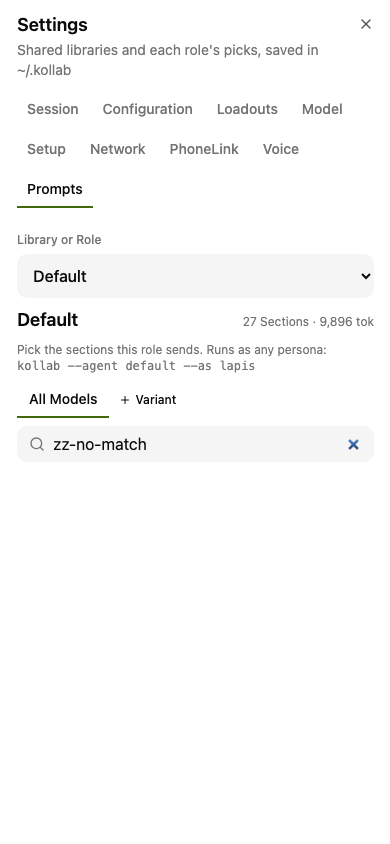 Settings
Shared libraries and each role's picks, saved in
~/.kollab
Session Configuration Loadouts Model
Setup Network PhoneLink Voice
Prompts
Library or Role
Default
Default 27 Sections · 9,896 tok
Pick the sections this role sends. Runs as any persona:
kollab --agent default --as lapis
All Models + Variant
zz-no-match